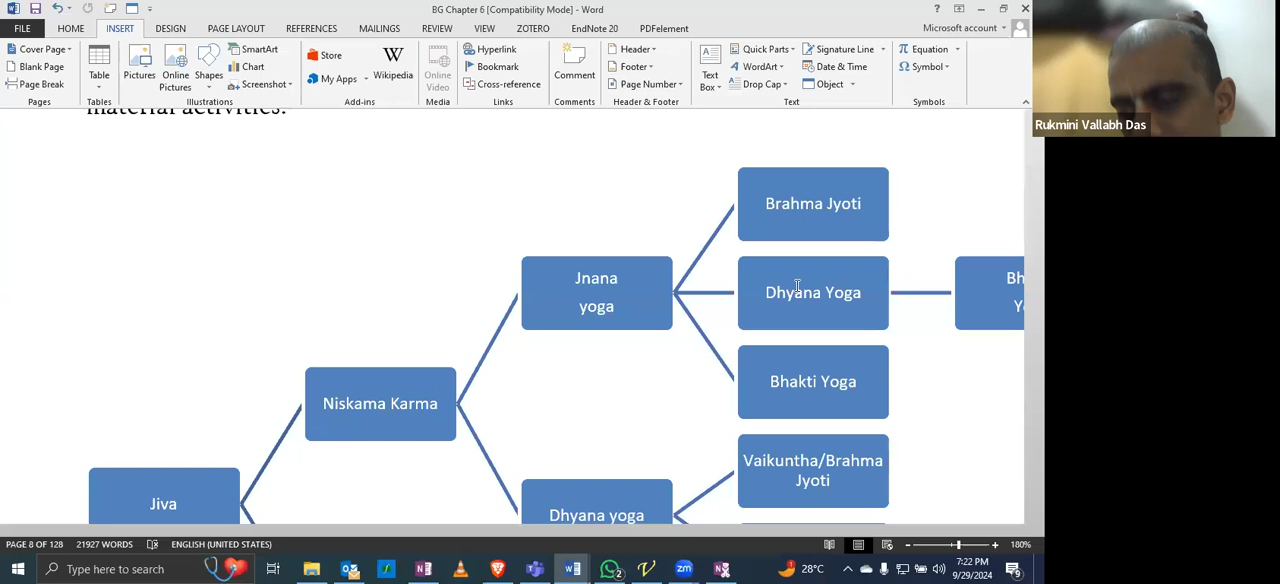 BG Chapter 6 [Compatibility Mode] - Word
FILE HOME INSERT DESIGN PAGE LAYOUT REFERENCES MAILINGS REVIEW VIEW ZOTERO EndNote 20 PDFelement Microsoft account
Cover Page
Blank Page
Page Break
Pages
Table
Tables
Pictures
Online Pictures
Shapes
SmartArt
Chart
Screenshot
Illustrations
Store
My Apps
Wikipedia
Add-ins
Online Video
Media
Hyperlink
Bookmark
Cross-reference
Links
Comment
Comments
Header
Footer
Page Number
Header & Footer
Text Box
Quick Parts
WordArt
Drop Cap
Signature Line
Date & Time
Object
Text
Equation
Symbol
Symbols
Rukmini Vallabh Das
material activities.
Brahma Jyoti
Jnana
yoga
Dhyana Yoga
Bh
Y
Bhakti Yoga
Niskama Karma
Vaikuntha/Brahma
Jyoti
Jiva
Dhyana yoga
PAGE 8 OF 128 21927 WORDS ENGLISH (UNITED STATES) 180%
Type here to search
2
28°C
7:22 PM
9/29/2024
9